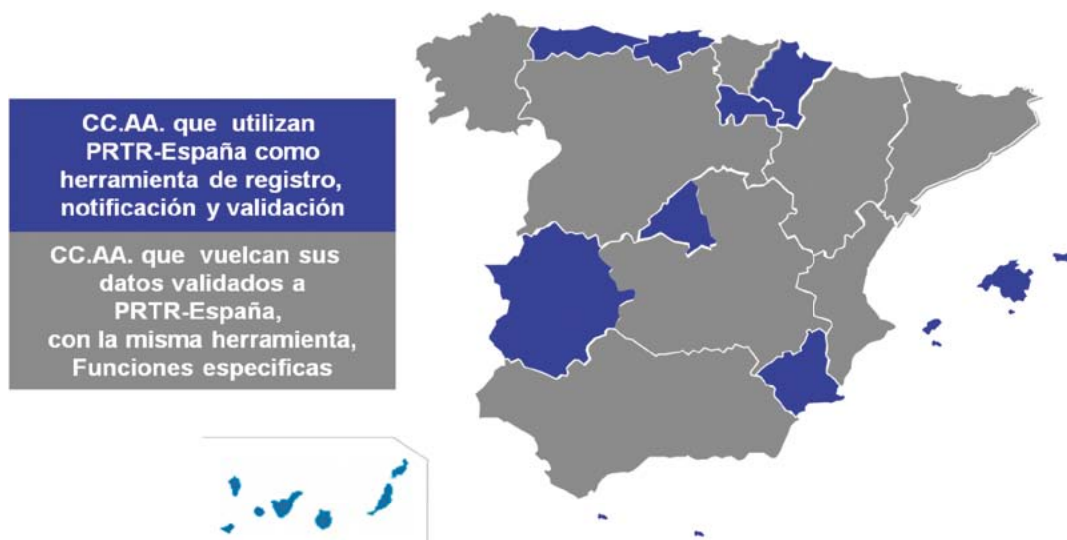 CC.AA. que utilizan
PRTR-España como
herramienta de registro,
notificación y validación
CC.AA. que vuelcan sus
datos validados a
PRTR-España,
con la misma herramienta,
Funciones especificas